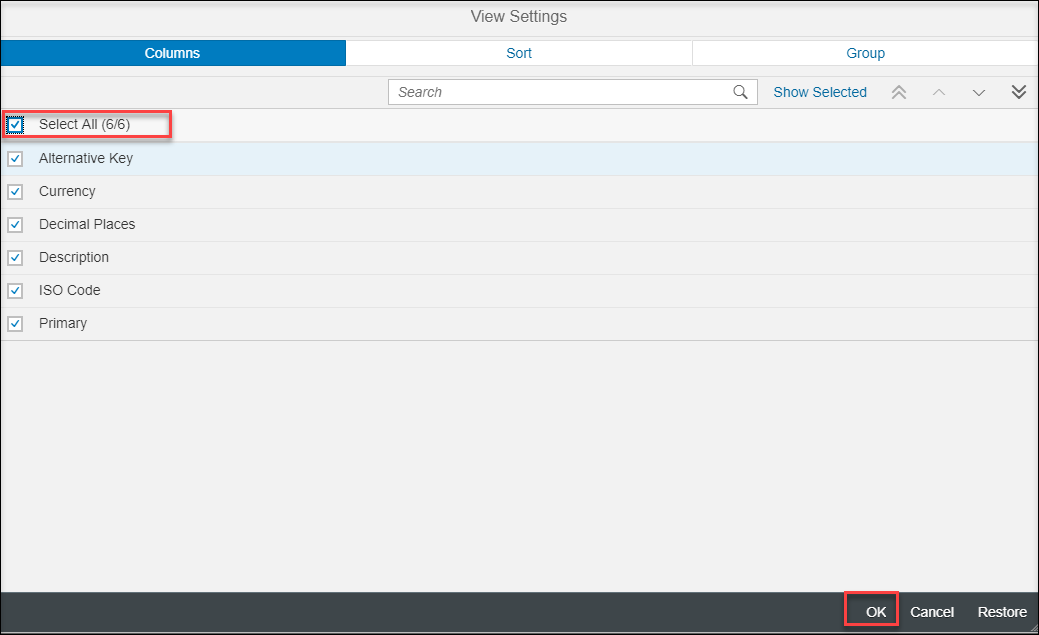 View Settings
Columns Sort Group
Search Show Selected
Select All (6/6)
Alternative Key
Currency
Decimal Places
Description
ISO Code
Primary
OK Cancel Restore